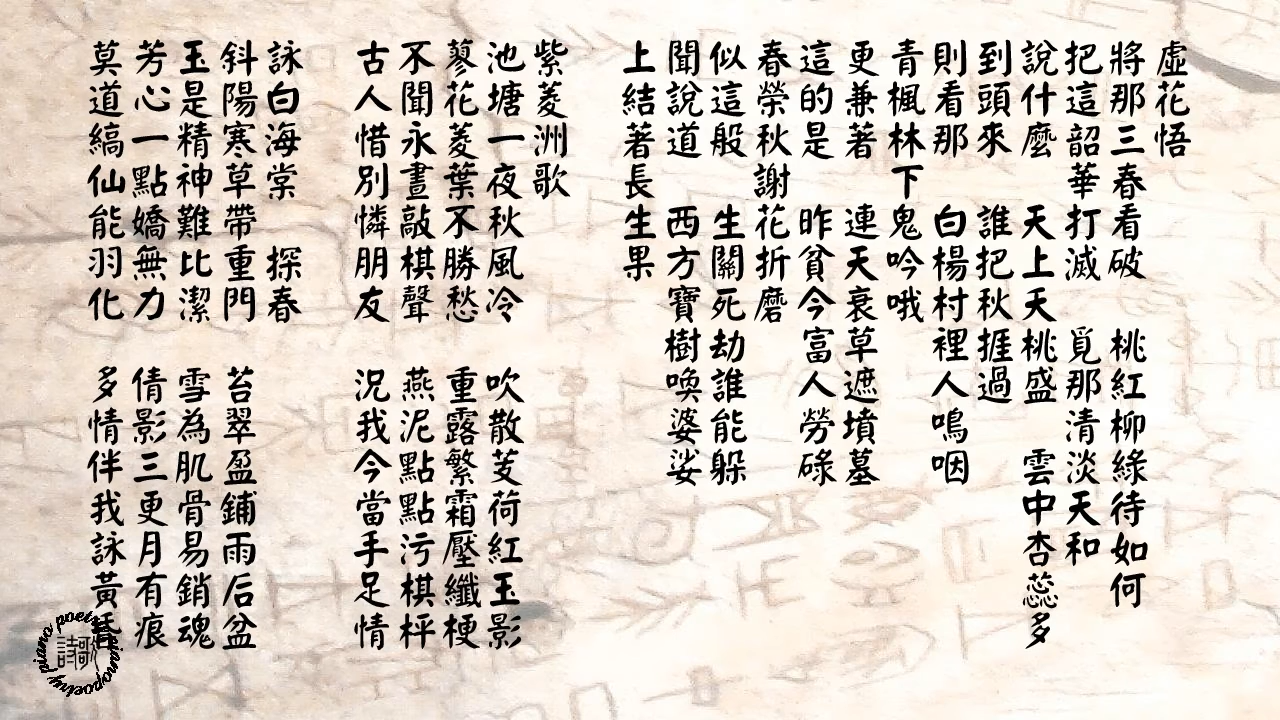 虛花悟
將那三春看破 桃紅柳綠待如何
把這韶華打滅 覓那清淡天和
說什麼 天上夭桃盛 雲中杏蕊多
到頭來 誰把秋捱過
則看那 白楊村裡人鳴咽
青楓林下鬼吟哦
更兼著 連天衰草遮墳墓
這的是 昨貧今富人勞碌
春榮秋謝花折磨
似這般 生關死劫誰能躲
聞說道 西方寶樹喚婆娑
上結著長生果
紫菱洲歌
池塘一夜秋風冷 吹散芰荷紅玉影
蓼花菱葉不勝愁 重露繁霜壓纖梗
不聞永晝敲棋聲 燕泥點點污棋枰
古人惜別憐朋友 況我今當手足情
詠白海棠 探春
斜陽寒草帶重門 苔翠盈鋪雨后盆
玉是精神難比潔 雪為肌骨易銷魂
芳心一點嬌無力 倩影三更月有痕
莫道縞仙能羽化 多情伴我詠黃昏
詩歌
piano poetry pianopoetry